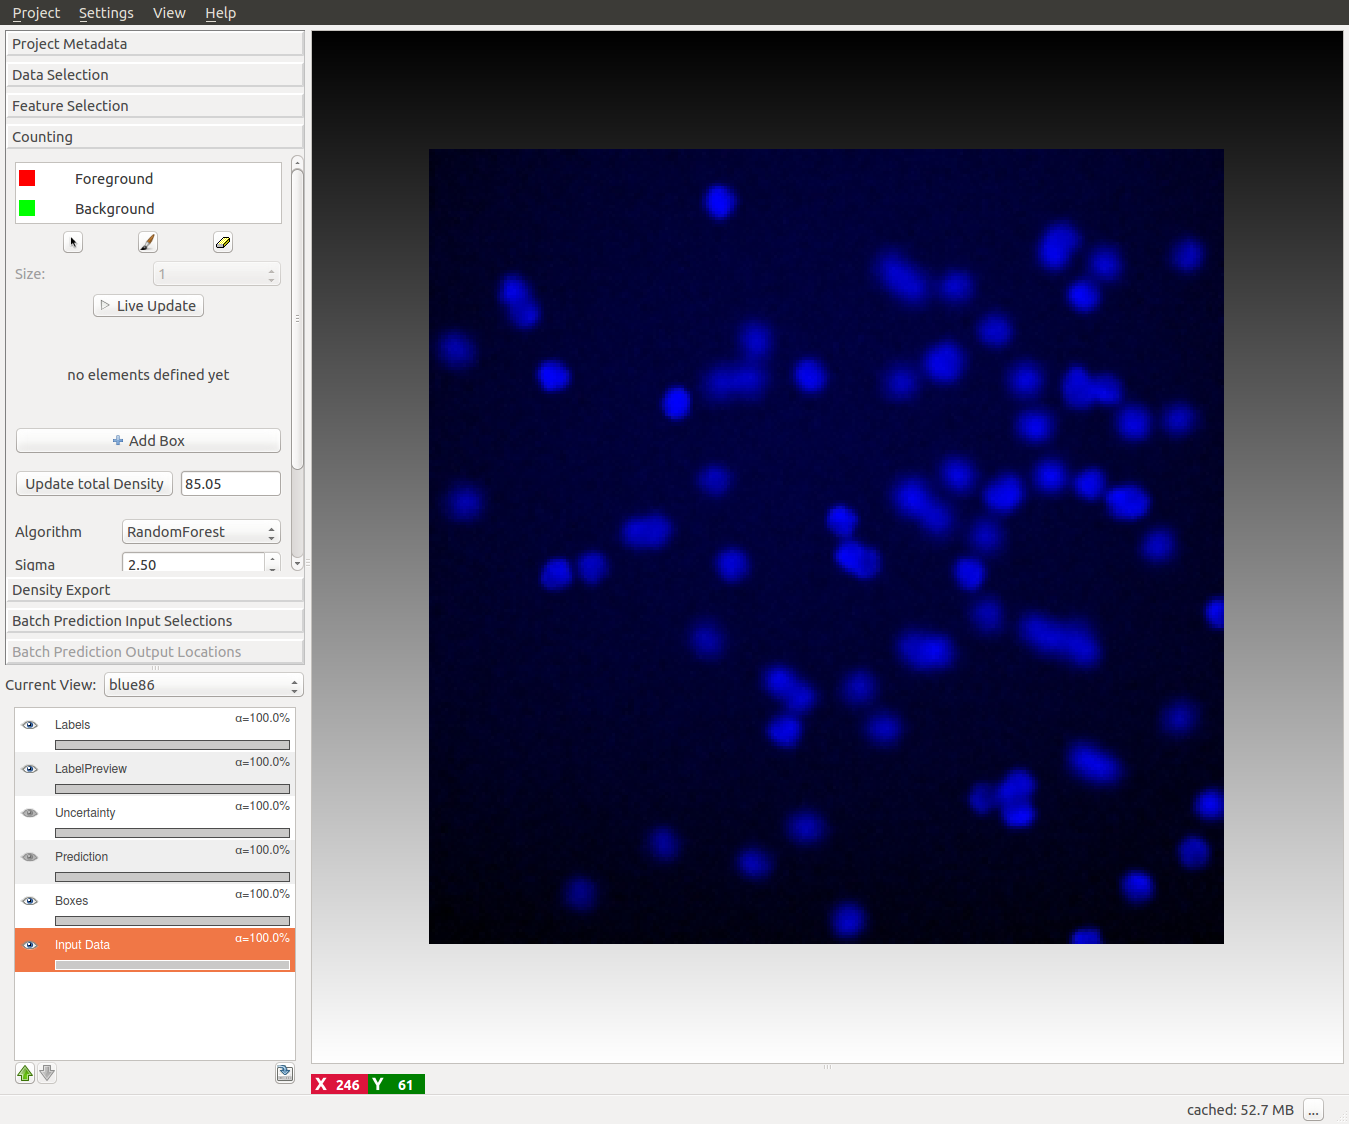 Project Settings View Help
Project Metadata
Data Selection
Feature Selection
Counting
Foreground
Background
Size: 1
Live Update
no elements defined yet
Add Box
Update total Density 85.05
Algorithm RandomForest
Sigma 2.50
Density Export
Batch Prediction Input Selections
Batch Prediction Output Locations
Current View: blue86
Labels α=100.0%
LabelPreview α=100.0%
Uncertainty α=100.0%
Prediction α=100.0%
Boxes α=100.0%
Input Data α=100.0%
X 246 Y 61
cached: 52.7 MB ...